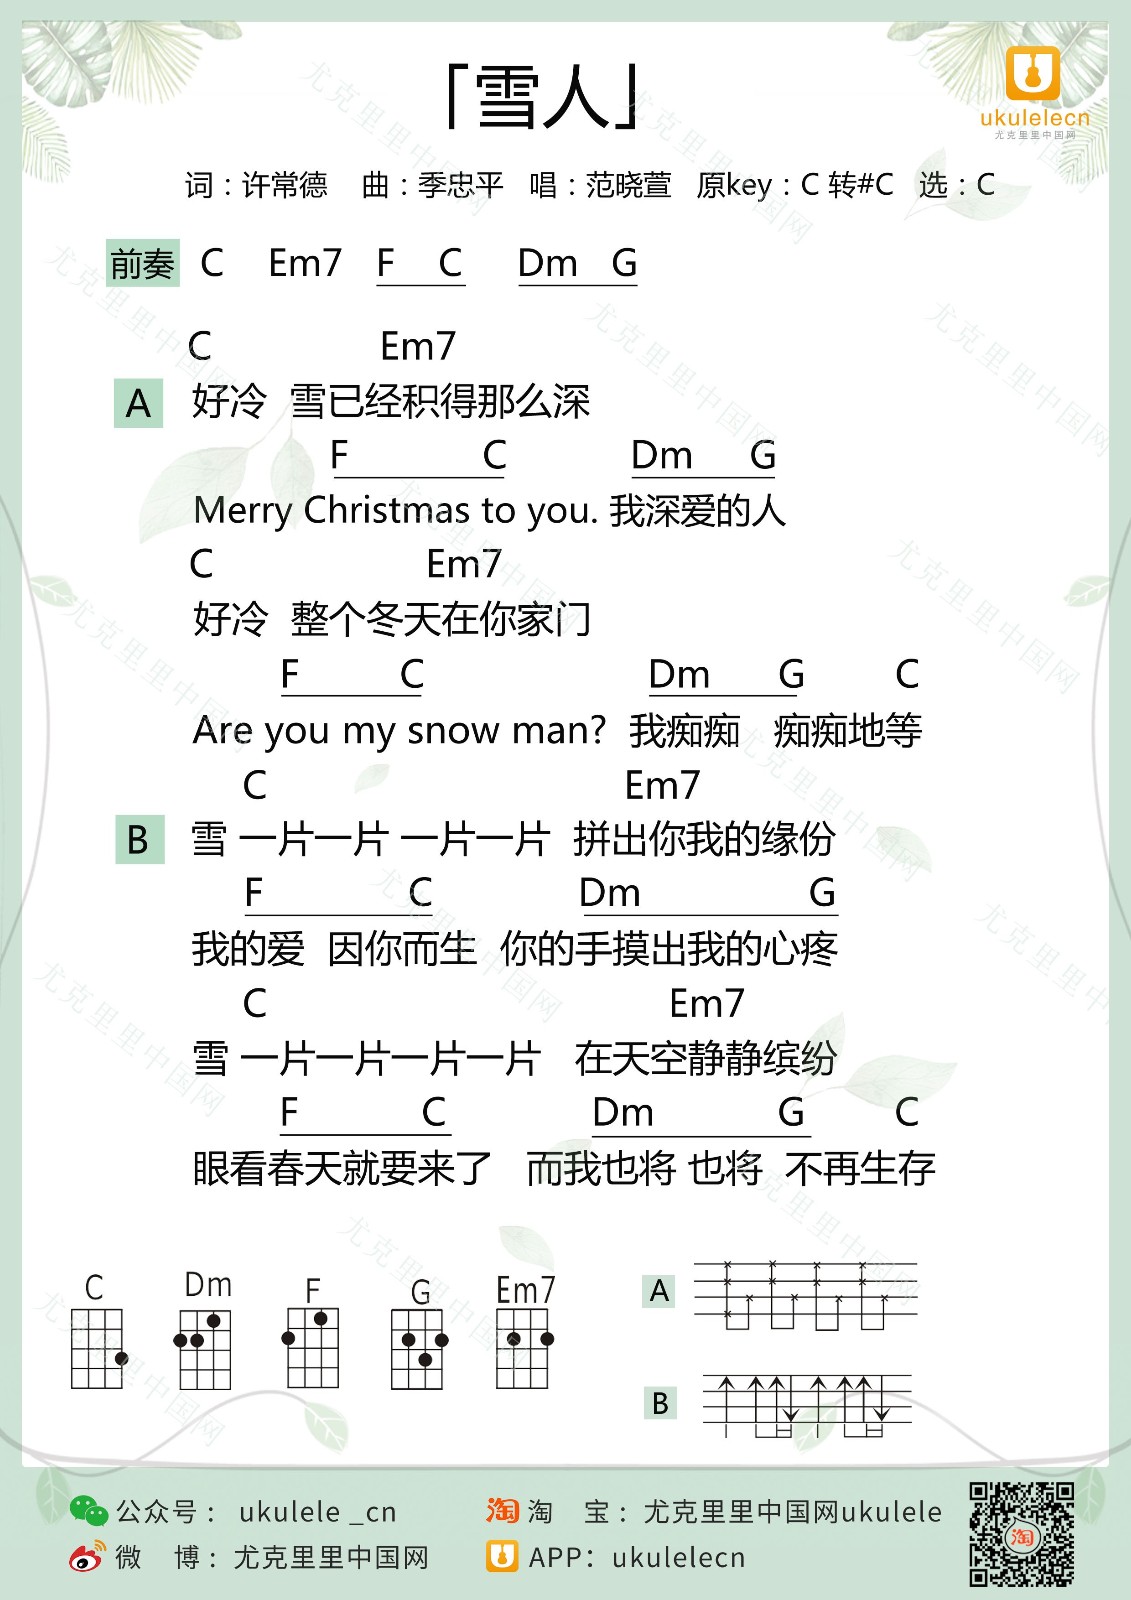 「雪人」
ukulelecn
尤克里里中国网
词：许常德 曲：季忠平 唱：范晓萱 原key：C 转#C 选：C
前奏 C Em7 F C Dm G
C Em7
A 好冷 雪已经积得那么深
F C Dm G
Merry Christmas to you. 我深爱的人
C Em7
好冷 整个冬天在你家门
F C Dm G C
Are you my snow man? 我痴痴 痴痴地等
C Em7
B 雪 一片一片 一片一片 拼出你我的缘份
F C Dm G
我的爱 因你而生 你的手摸出我的心疼
C Em7
雪 一片一片一片一片 在天空静静缤纷
F C Dm G C
眼看春天就要来了 而我也将 也将 不再生存
C Dm F G Em7
A
B
公众号： ukulele _cn
淘 淘 宝：尤克里里中国网ukulele
微 博：尤克里里中国网
APP：ukulelecn
淘